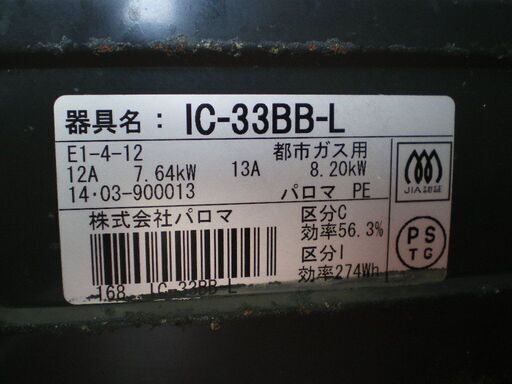 器具名： IC-33BB-L
E1-4-12 都市ガス用
12A 7.64kW 13A 8.20kW
14・03-900013 パロマ PE
株式会社パロマ
区分C
効率56.3%
区分I
効率274Wh
168 IC-33BB-L
JIA認証
PS
TG